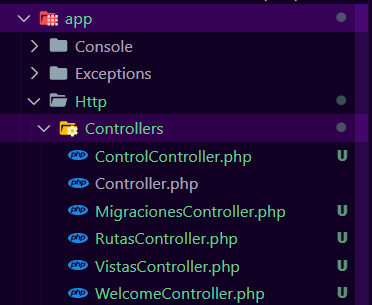 app
Console
Exceptions
Http
Controllers
php ControlController.php U
php Controller.php
php MigracionesController.php U
php RutasController.php U
php VistasController.php U
php WelcomeController.php U